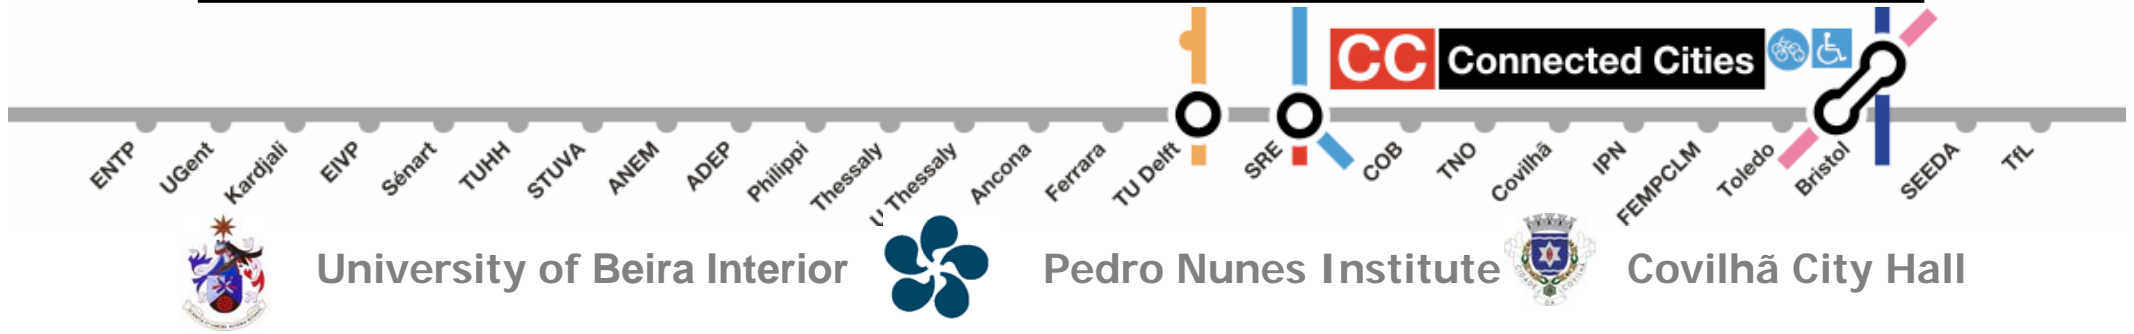 CC Connected Cities
ENTP
UGent
Kardjali
EIVP
Sénart
TUHH
STUVA
ANEM
ADEP
Philippi
Thessaly
U Thessaly
Ancona
Ferrara
TU Delft
SRE
COB
TNO
Covilhã
IPN
FEMPCLM
Toledo
Bristol
SEEDA
TfL
University of Beira Interior
Pedro Nunes Institute
Covilhã City Hall